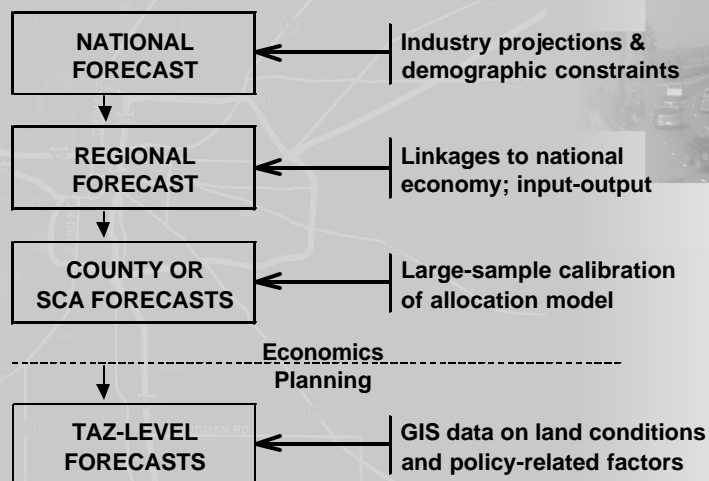 NATIONAL
FORECAST
Industry projections &
demographic constraints
REGIONAL
FORECAST
Linkages to national
economy; input-output
COUNTY OR
SCA FORECASTS
Large-sample calibration
of allocation model
Economics
Planning
TAZ-LEVEL
FORECASTS
GIS data on land conditions
and policy-related factors